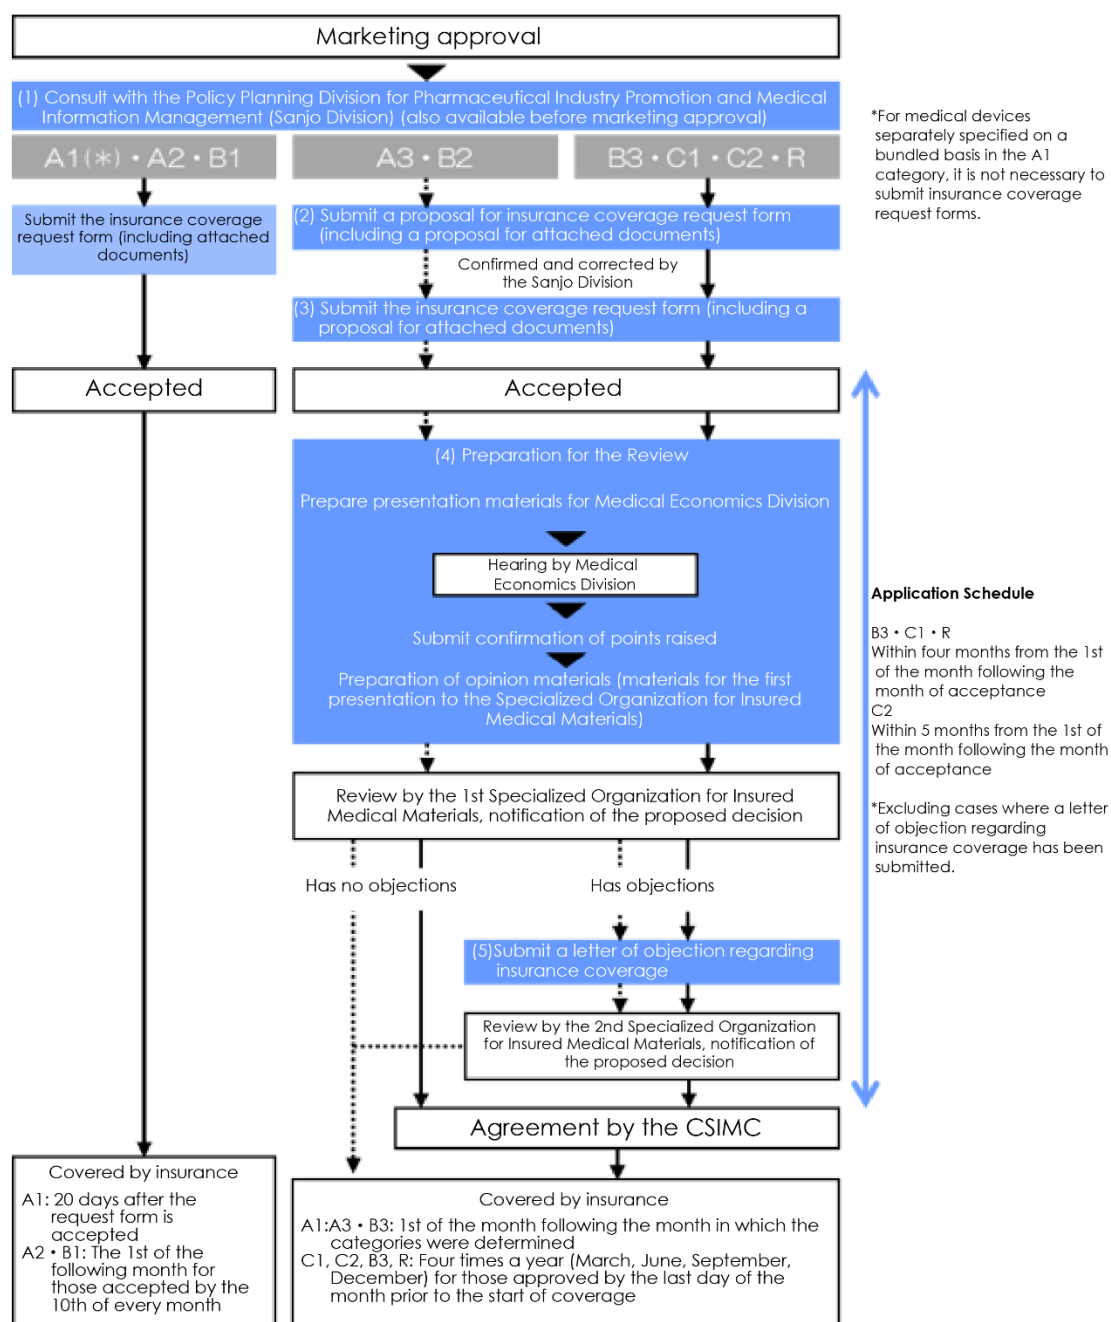 Marketing approval
(1) Consult with the Policy Planning Division for Pharmaceutical Industry Promotion and Medical
Information Management (Sanjo Division) (also available before marketing approval)
*For medical devices
separately specified on a
bundled basis in the A1
category, it is not necessary to
submit insurance coverage
request forms.
A1(*)・A2・B1
A3・B2
B3・C1・C2・R
Submit the insurance coverage
request form (including attached
documents)
(2) Submit a proposal for insurance coverage request form
(including a proposal for attached documents)
Confirmed and corrected by
the Sanjo Division
(3) Submit the insurance coverage request form (including a
proposal for attached documents)
Accepted
Accepted
(4) Preparation for the Review
Prepare presentation materials for Medical Economics Division
Hearing by Medical
Economics Division
Submit confirmation of points raised
Preparation of opinion materials (materials for the first
presentation to the Specialized Organization for Insured
Medical Materials)
Application Schedule
B3・C1・R
Within four months from the 1st
of the month following the
month of acceptance
C2
Within 5 months from the 1st of
the month following the month
of acceptance
*Excluding cases where a letter
of objection regarding
insurance coverage has been
submitted.
Review by the 1st Specialized Organization for Insured
Medical Materials, notification of the proposed decision
Has no objections
Has objections
(5)Submit a letter of objection regarding
insurance coverage
Review by the 2nd Specialized Organization
for Insured Medical Materials, notification of
the proposed decision
Agreement by the CSIMC
Covered by insurance
A1: 20 days after the
request form is
accepted
A2・B1: The 1st of the
following month for
those accepted by the
10th of every month
Covered by insurance
A1:A3・B3: 1st of the month following the month in which the
categories were determined
C1, C2, B3, R: Four times a year (March, June, September,
December) for those approved by the last day of the
month prior to the start of coverage